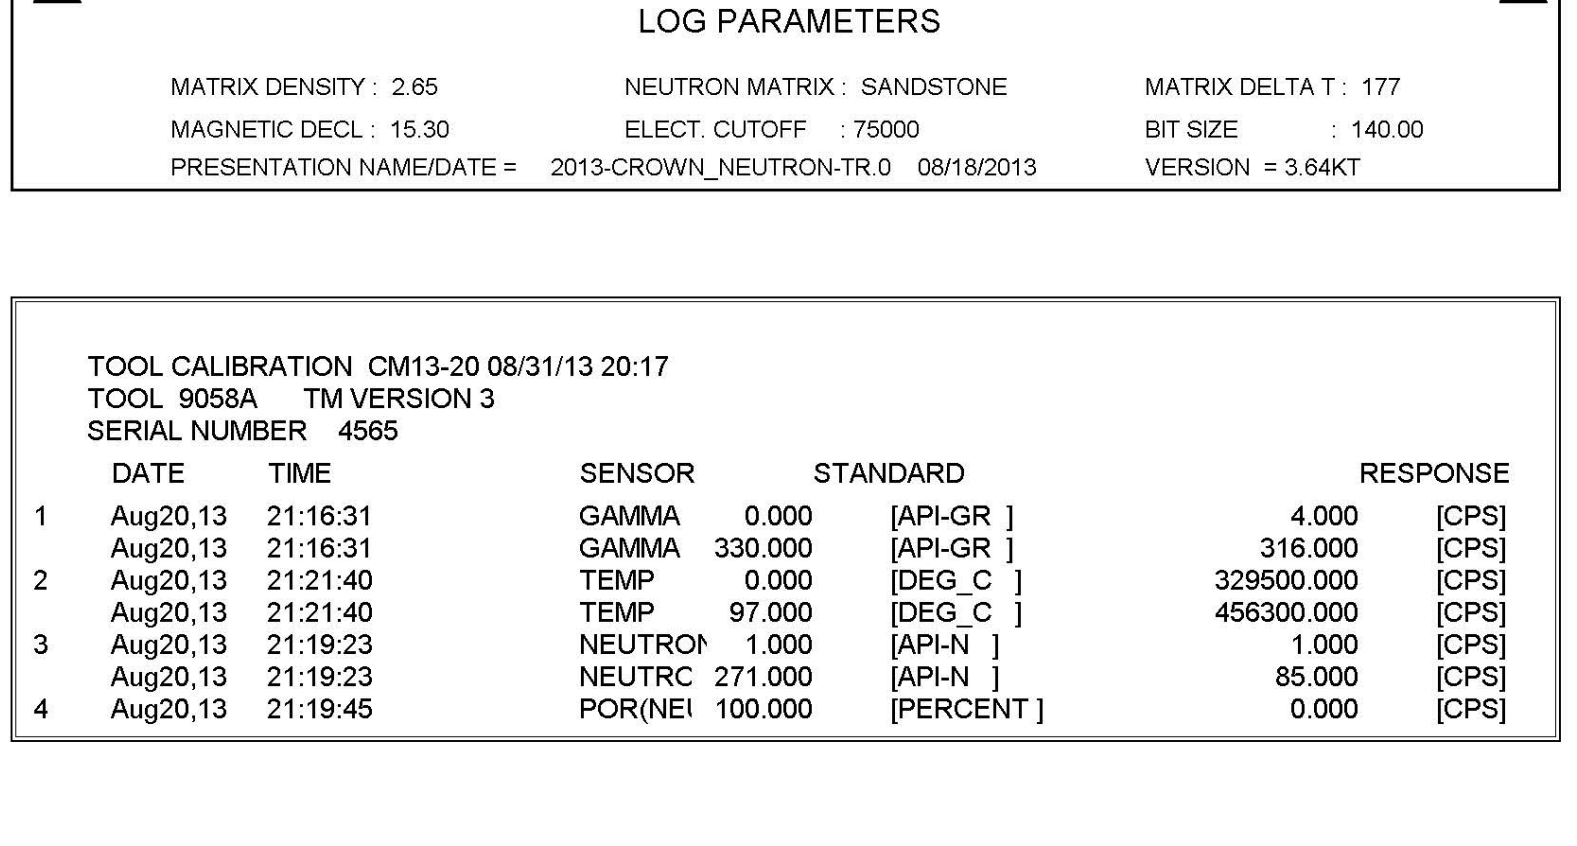 LOG PARAMETERS
MATRIX DENSITY : 2.65 NEUTRON MATRIX : SANDSTONE MATRIX DELTA T : 177
MAGNETIC DECL : 15.30 ELECT. CUTOFF : 75000 BIT SIZE : 140.00
PRESENTATION NAME/DATE = 2013-CROWN_NEUTRON-TR.0 08/18/2013 VERSION = 3.64KT
TOOL CALIBRATION CM13-20 08/31/13 20:17
TOOL 9058A TM VERSION 3
SERIAL NUMBER 4565
DATE TIME SENSOR STANDARD RESPONSE
1 Aug20,13 21:16:31 GAMMA 0.000 [API-GR ] 4.000 [CPS]
Aug20,13 21:16:31 GAMMA 330.000 [API-GR ] 316.000 [CPS]
2 Aug20,13 21:21:40 TEMP 0.000 [DEG_C ] 329500.000 [CPS]
Aug20,13 21:21:40 TEMP 97.000 [DEG_C ] 456300.000 [CPS]
3 Aug20,13 21:19:23 NEUTRON 1.000 [API-N ] 1.000 [CPS]
Aug20,13 21:19:23 NEUTRO 271.000 [API-N ] 85.000 [CPS]
4 Aug20,13 21:19:45 POR(NEU 100.000 [PERCENT ] 0.000 [CPS]